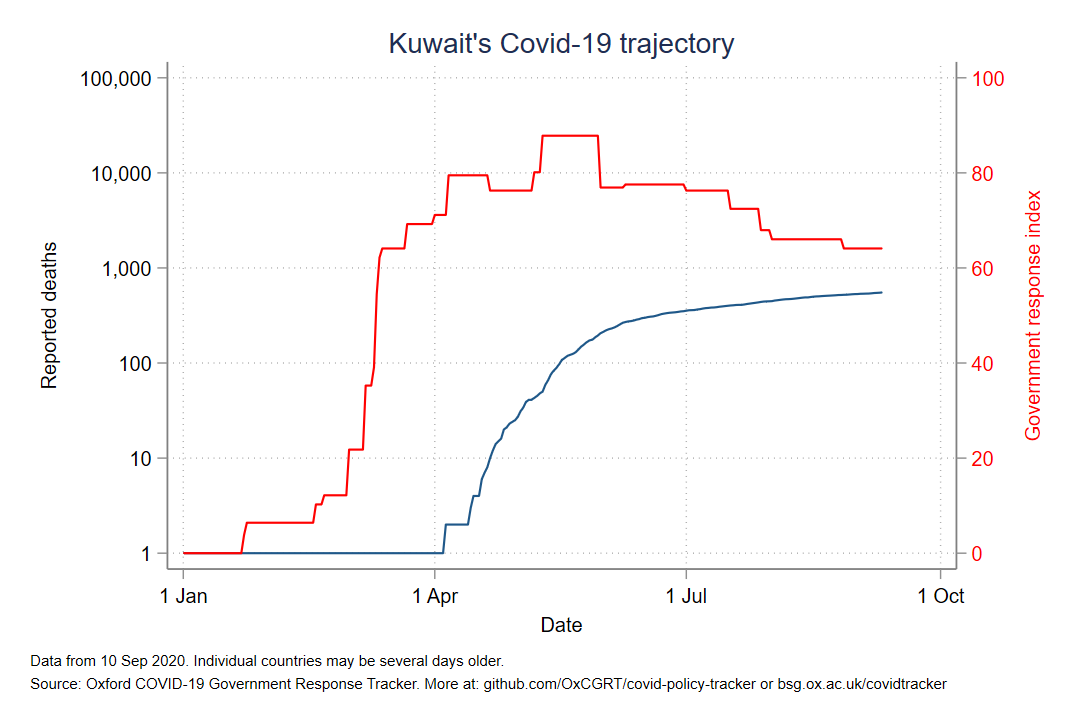 Kuwait's Covid-19 trajectory
100,000
10,000
1,000
100
10
1
Reported deaths
100
80
60
40
20
0
Government response index
1 Jan
1 Apr
1 Jul
1 Oct
Date
Data from 10 Sep 2020. Individual countries may be several days older.
Source: Oxford COVID-19 Government Response Tracker. More at: github.com/OxCGRT/covid-policy-tracker or bsg.ox.ac.uk/covidtracker